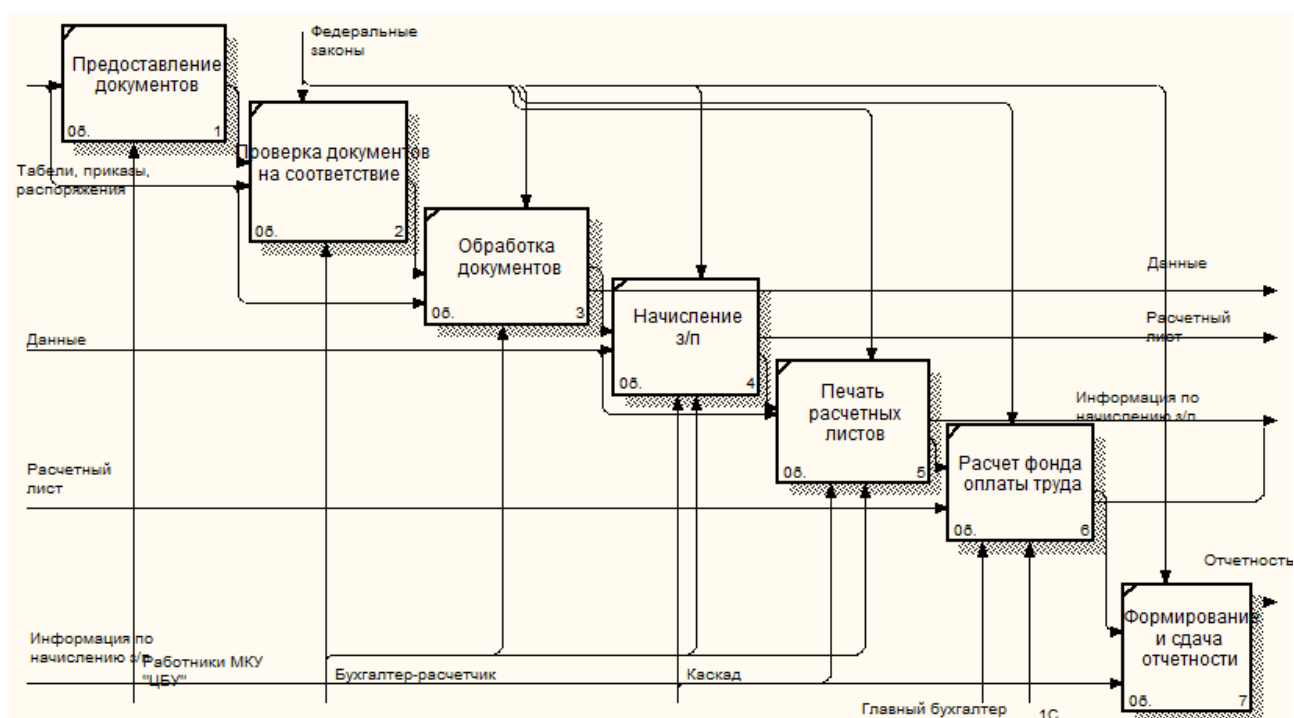 Федеральные
законы
Предоставление
документов
0б. 1
Проверка документов
на соответствие
0б. 2
Табели, приказы,
распоряжения
Обработка
документов
0б. 3
Данные
Начисление
з/п
0б. 4
Расчетный
лист
Данные
Печать
расчетных
листов
0б. 5
Информация по
начислению з/п
Расчет фонда
оплаты труда
0б. 6
Расчетный
лист
Отчетность
Формирование
и сдача
отчетности
0б. 7
Информация по
начислению з/п
Работники МКУ
"ЦБУ"
Бухгалтер-расчетчик
Каскад
Главный бухгалтер
1С